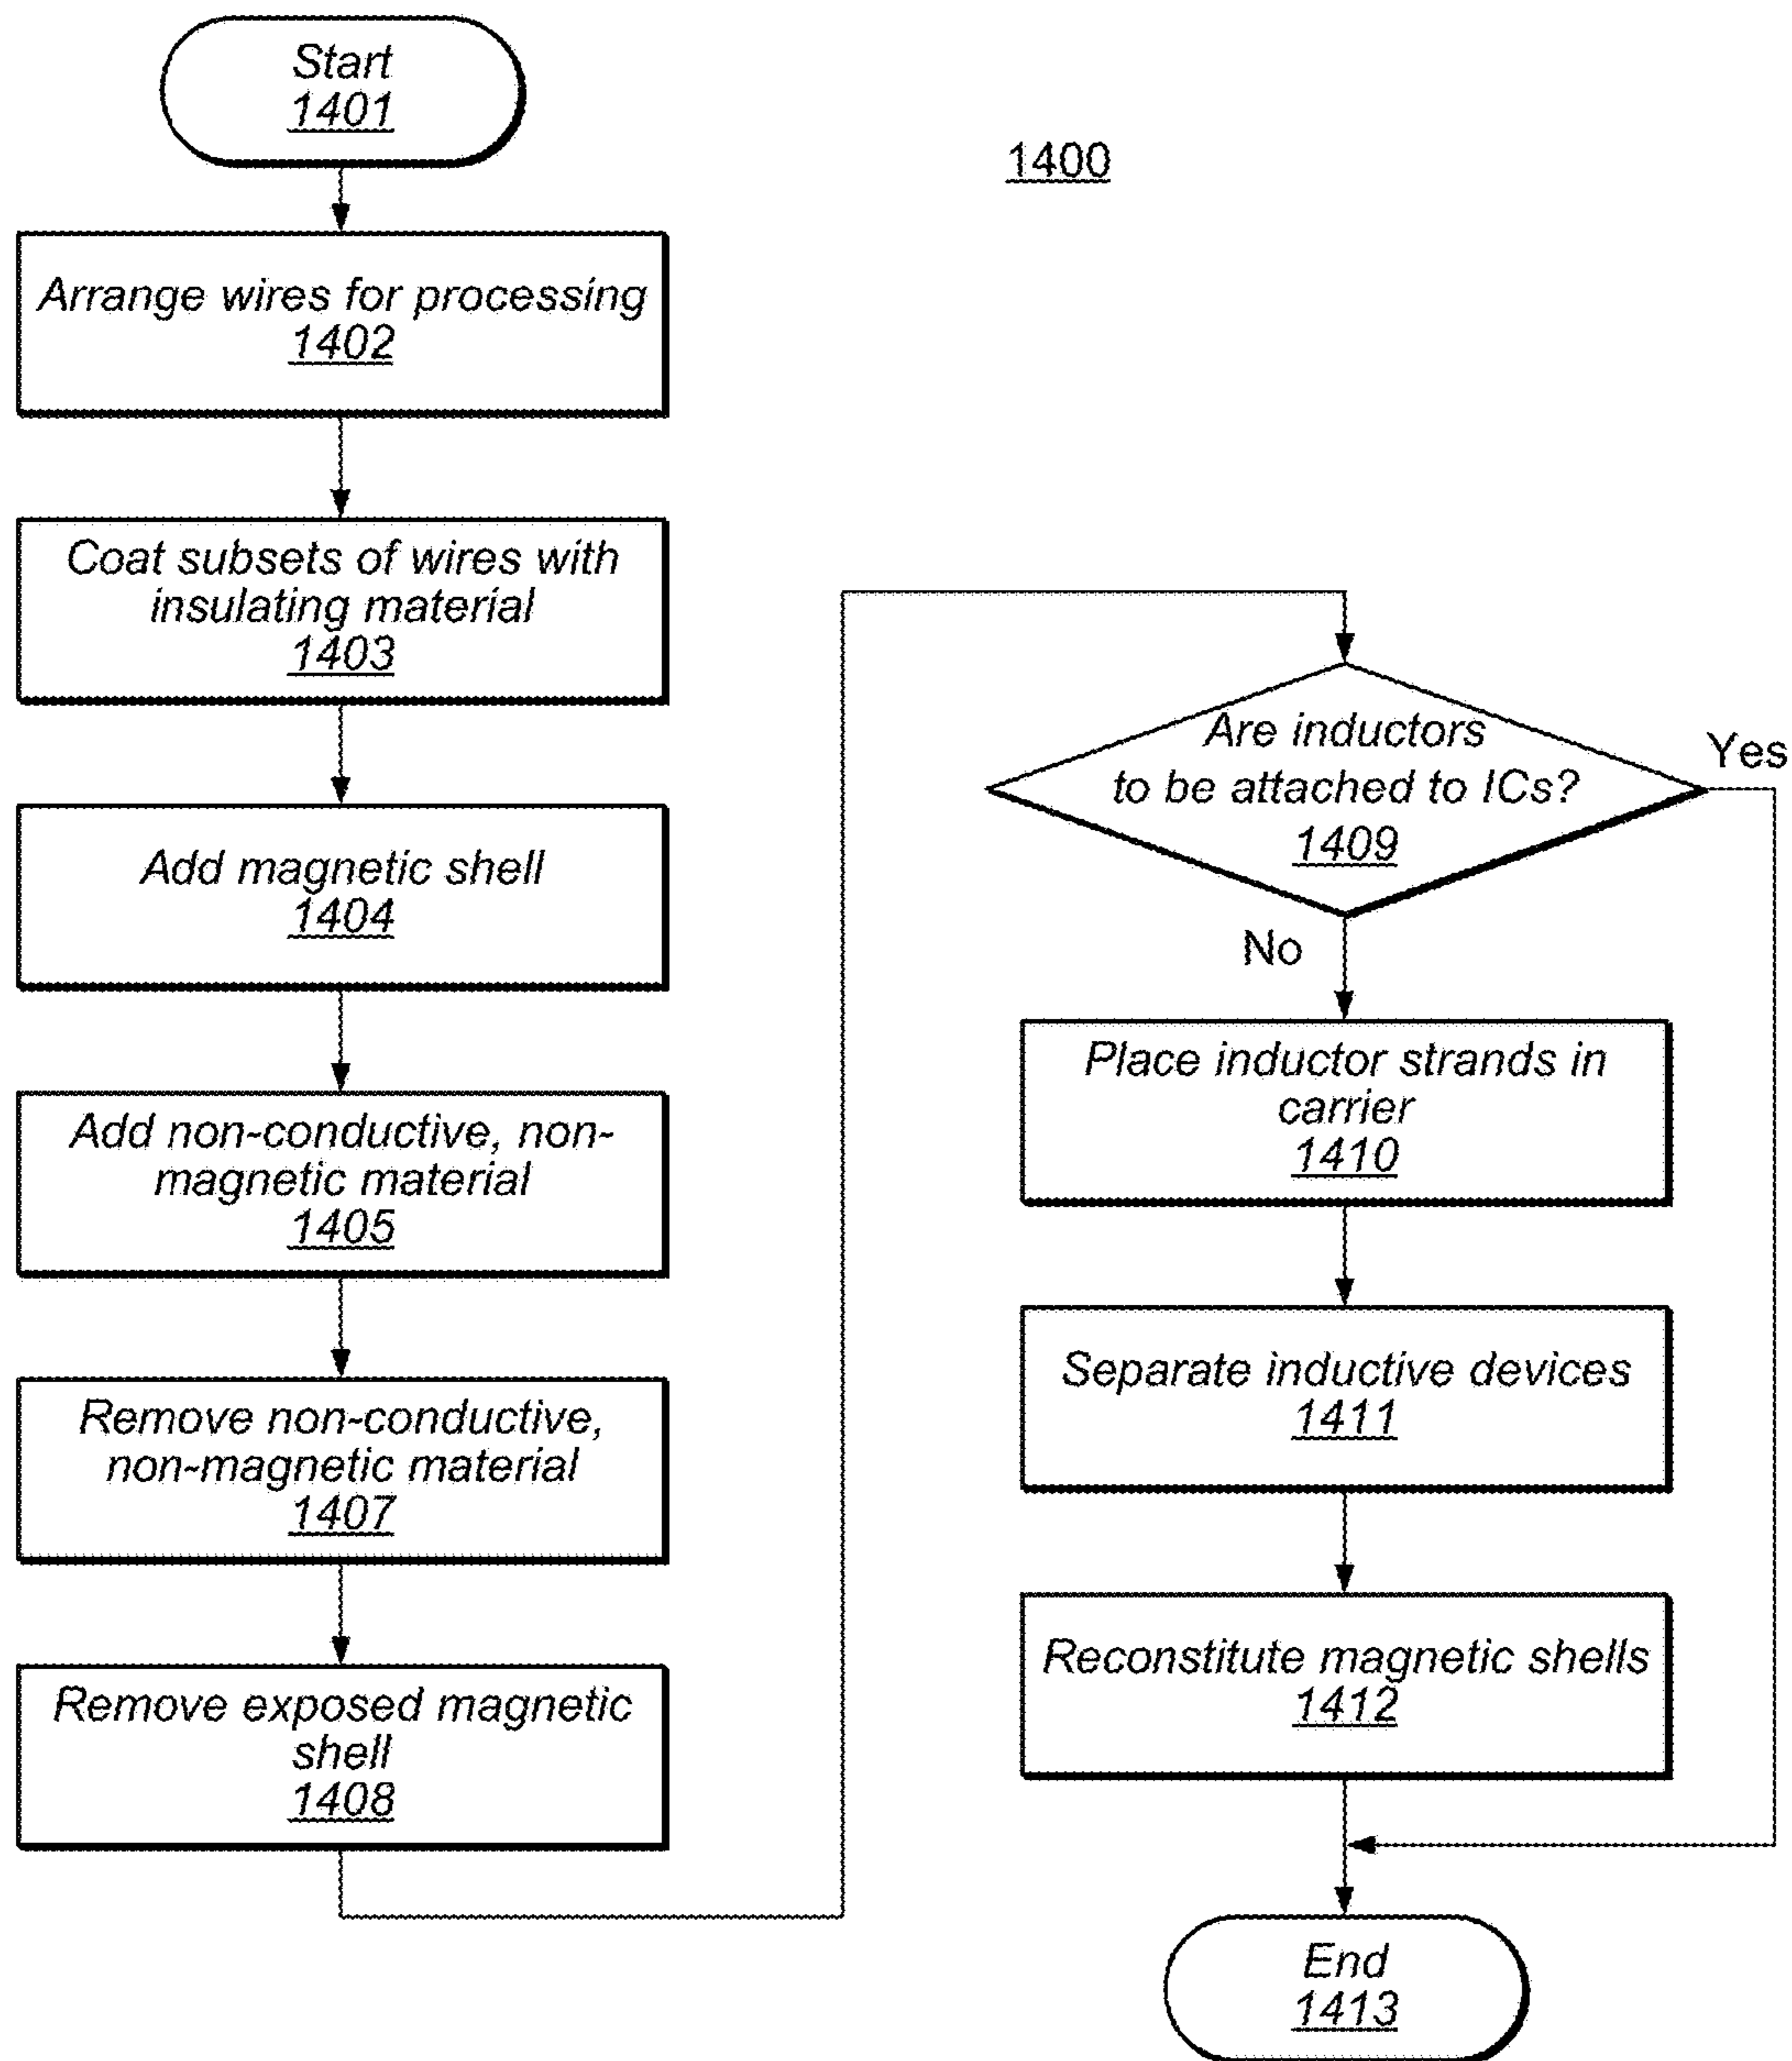 Start
1401
1400
Arrange wires for processing
1402
Coat subsets of wires with
insulating material
1403
Add magnetic shell
1404
Add non-conductive, non-
magnetic material
1405
Remove non-conductive,
non-magnetic material
1407
Remove exposed magnetic
shell
1408
Are inductors
to be attached to ICs?
1409
Yes
No
Place inductor strands in
carrier
1410
Separate inductive devices
1411
Reconstitute magnetic shells
1412
End
1413